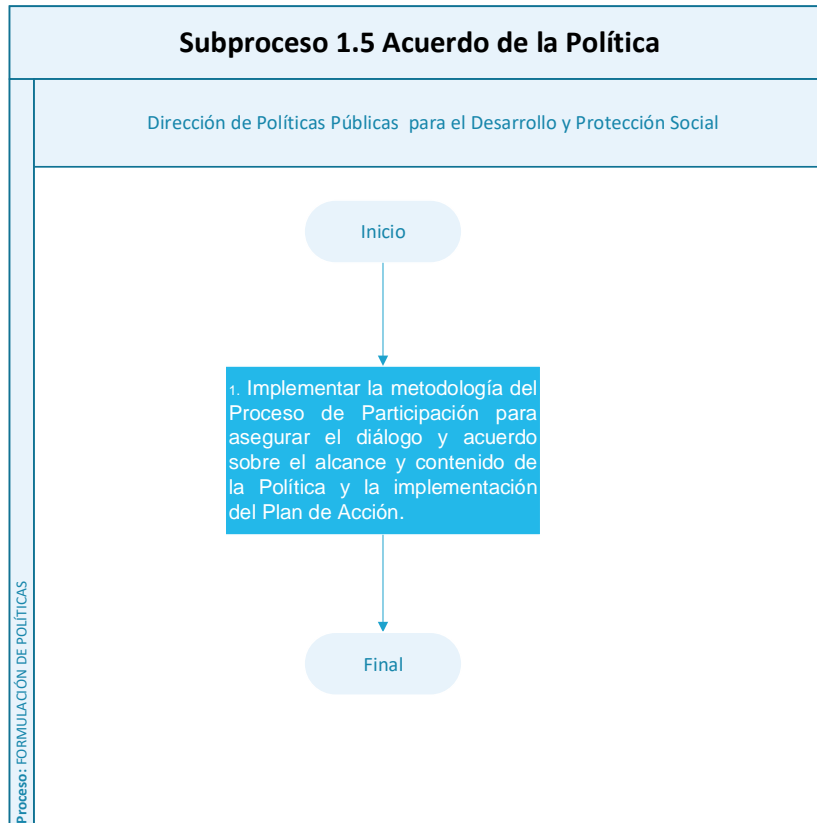 Subproceso 1.5 Acuerdo de la Política
Dirección de Políticas Públicas para el Desarrollo y Protección Social
Inicio
1. Implementar la metodología del
Proceso de Participación para
asegurar el diálogo y acuerdo
sobre el alcance y contenido de
la Política y la implementación
del Plan de Acción.
Final
Proceso: FORMULACIÓN DE POLÍTICAS